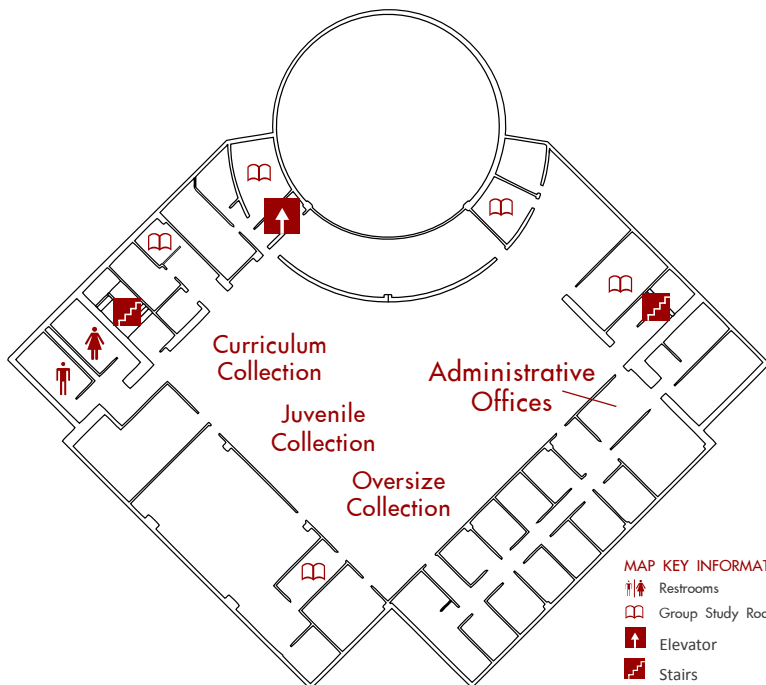 Curriculum
Collection
Administrative
Offices
Juvenile
Collection
Oversize
Collection
MAP KEY INFORMAT
Restrooms
Group Study Roo
Elevator
Stairs